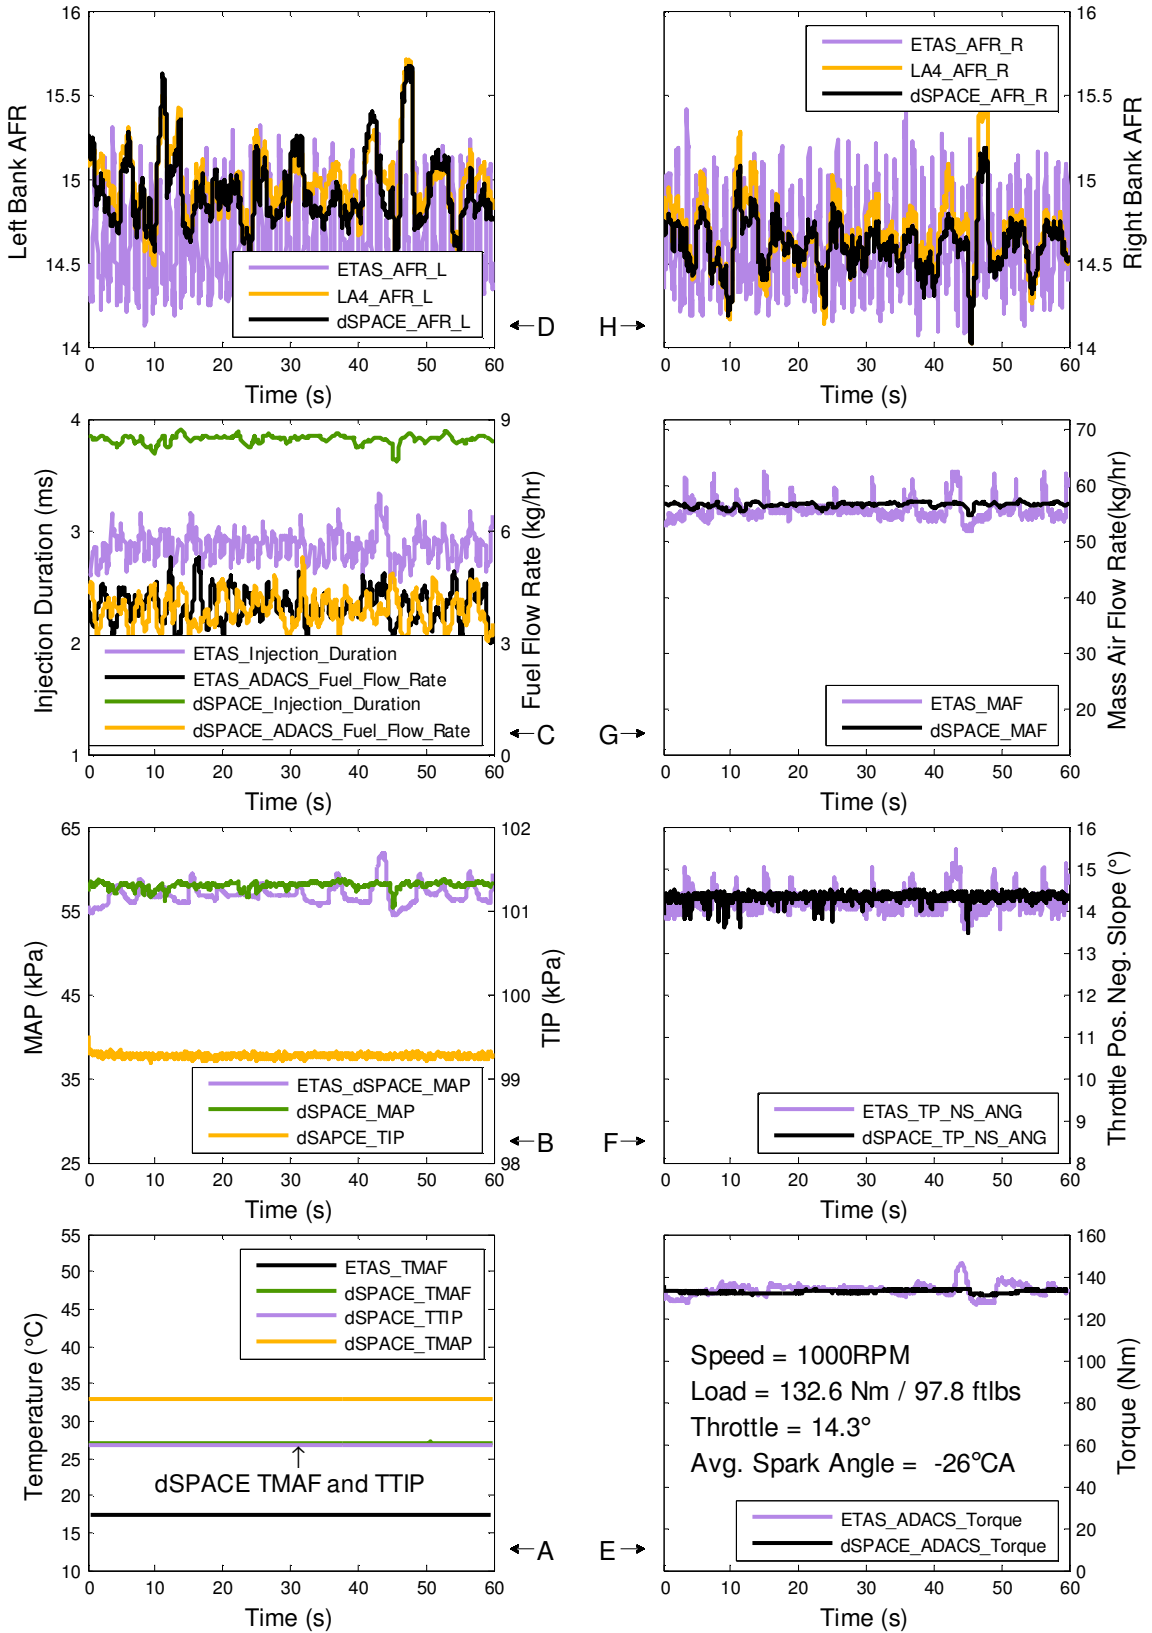 16
15.5
15
14.5
14
Left Bank AFR
ETAS_AFR_L
LA4_AFR_L
dSPACE_AFR_L
0 10 20 30 40 50 60
Time (s)
←D
16
15.5
15
14.5
14
Right Bank AFR
ETAS_AFR_R
LA4_AFR_R
dSPACE_AFR_R
0 10 20 30 40 50 60
Time (s)
H→
4
3
2
1
Injection Duration (ms)
9
6
3
0
Fuel Flow Rate (kg/hr)
ETAS_Injection_Duration
ETAS_ADACS_Fuel_Flow_Rate
dSPACE_Injection_Duration
dSPACE_ADACS_Fuel_Flow_Rate
0 10 20 30 40 50 60
Time (s)
←C
70
60
50
40
30
20
Mass Air Flow Rate(kg/hr)
ETAS_MAF
dSPACE_MAF
0 10 20 30 40 50 60
Time (s)
G→
65
55
45
35
25
MAP (kPa)
102
101
100
99
98
TIP (kPa)
ETAS_dSPACE_MAP
dSPACE_MAP
dSAPCE_TIP
0 10 20 30 40 50 60
Time (s)
←B
16
15
14
13
12
11
10
9
8
Throttle Pos. Neg. Slope (°)
ETAS_TP_NS_ANG
dSPACE_TP_NS_ANG
0 10 20 30 40 50 60
Time (s)
F→
55
50
45
40
35
30
25
20
15
10
Temperature (°C)
ETAS_TMAF
dSPACE_TMAF
dSPACE_TTIP
dSPACE_TMAP
dSPACE TMAF and TTIP
0 10 20 30 40 50 60
Time (s)
←A
160
140
120
100
80
60
40
20
0
Torque (Nm)
Speed = 1000RPM
Load = 132.6 Nm / 97.8 ftlbs
Throttle = 14.3°
Avg. Spark Angle = -26°CA
ETAS_ADACS_Torque
dSPACE_ADACS_Torque
0 10 20 30 40 50 60
Time (s)
E→